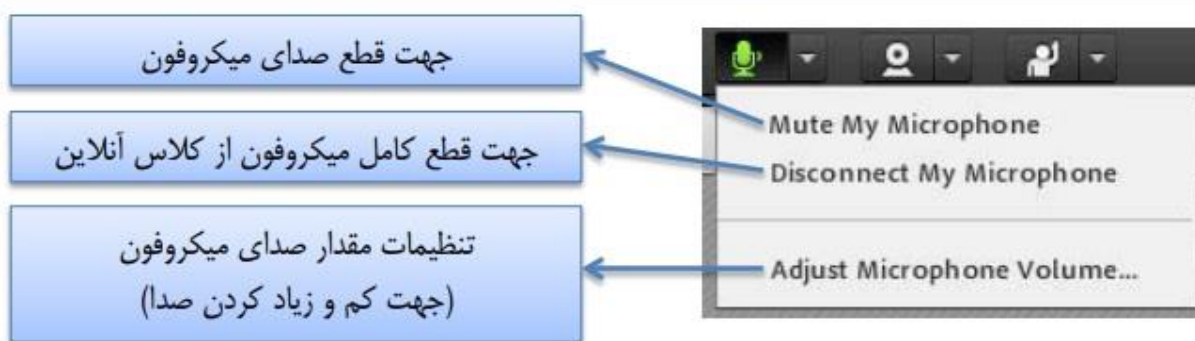 جهت قطع صدای میکروفون
جهت قطع کامل میکروفون از کلاس آنلاین
تنظیمات مقدار صدای میکروفون
(جهت کم و زیاد کردن صدا)
Mute My Microphone
Disconnect My Microphone
Adjust Microphone Volume...